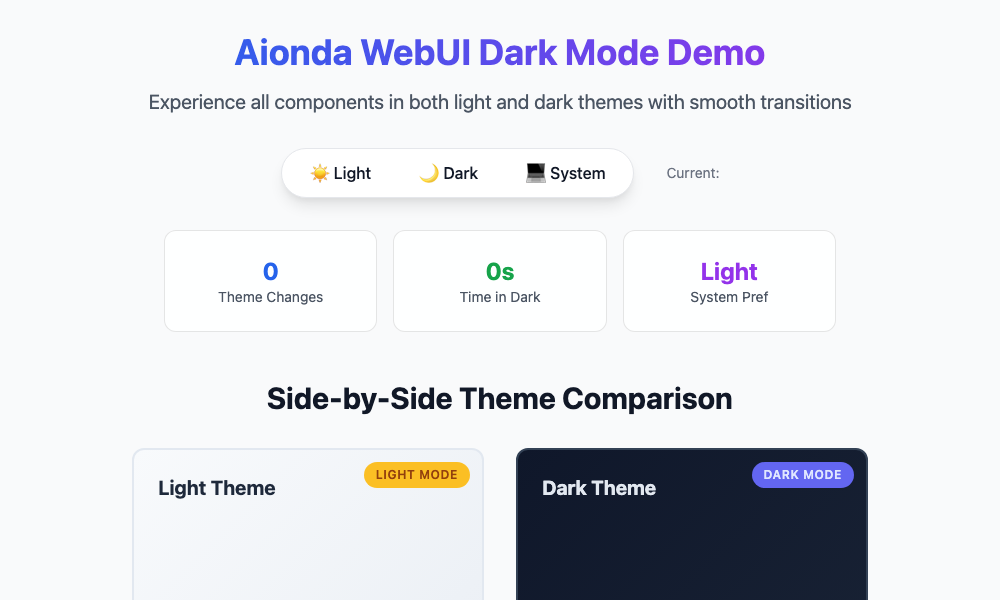 Aionda WebUI Dark Mode Demo
Experience all components in both light and dark themes with smooth transitions
☀️ Light 🌙 Dark 💻 System Current:
0
Theme Changes
0s
Time in Dark
Light
System Pref
Side-by-Side Theme Comparison
LIGHT MODE
Light Theme
DARK MODE
Dark Theme